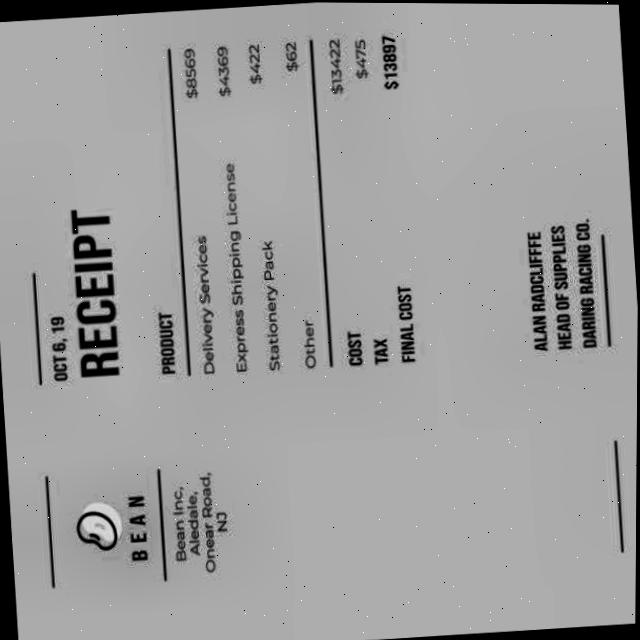 BEAN
Bean Inc,
Aledale,
Onear Road,
NJ
OCT 6, 19
RECEIPT
PRODUCT
Delivery Services $8569
Express Shipping License $4369
Stationery Pack $422
Other $62
COST $13422
TAX $475
FINAL COST $13897
ALAN RADCLIFFFE
HEAD OF SUPPLIES
DARING RACING CO.